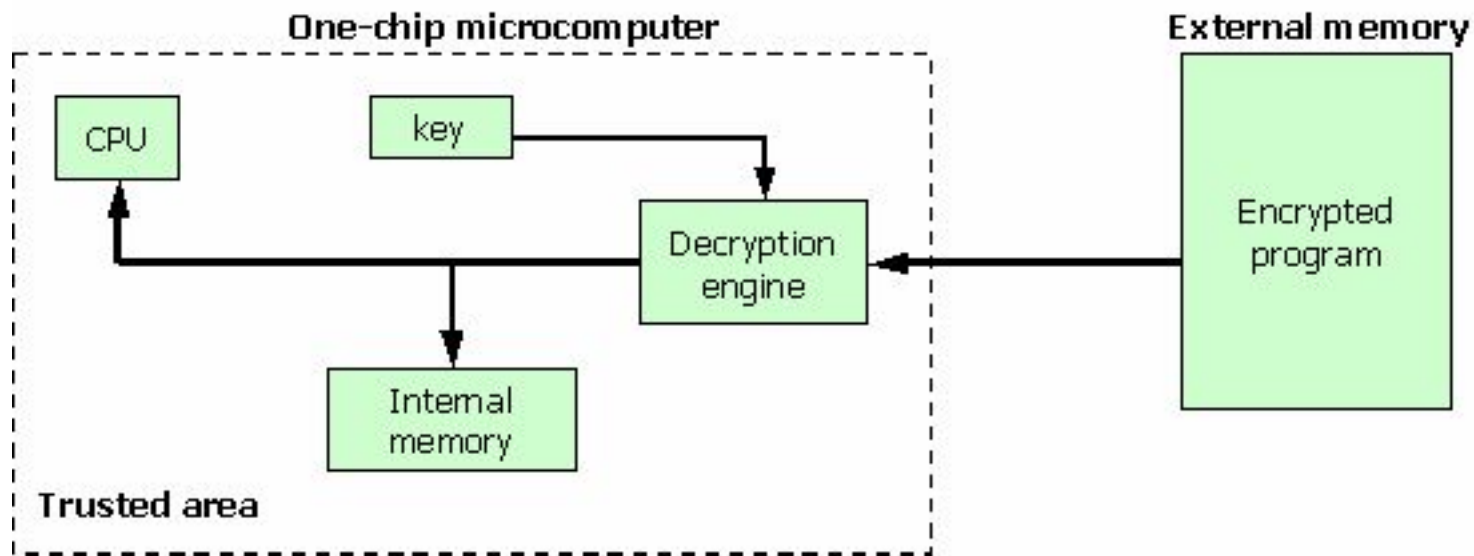 One-chip microcomputer
External memory
CPU
key
Decryption
engine
Encrypted
program
Internal
memory
Trusted area